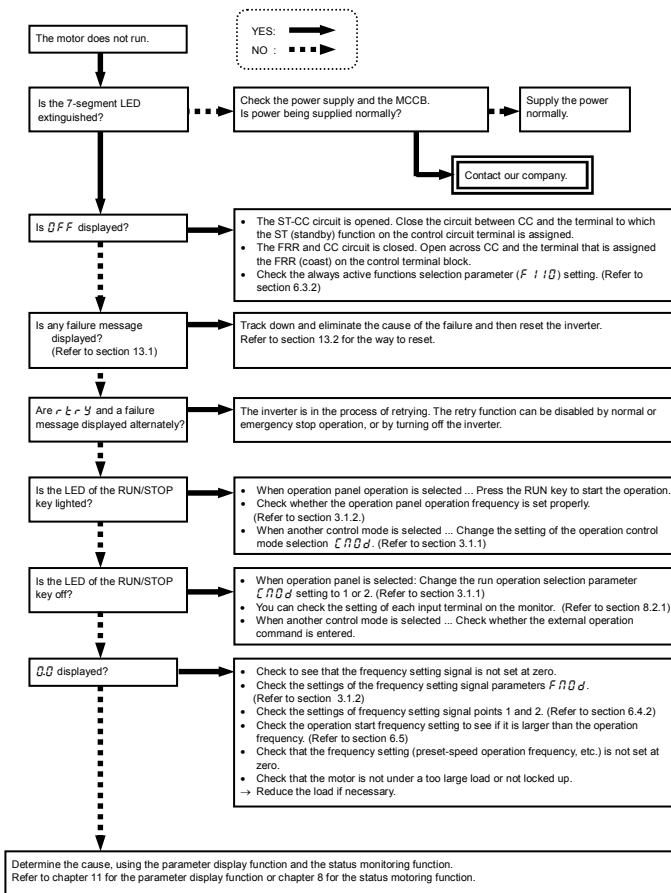 The motor does not run.
YES:
NO :
Is the 7-segment LED
extinguished?
Check the power supply and the MCCB.
Is power being supplied normally?
Supply the power
normally.
Contact our company.
Is OFF displayed?
• The ST-CC circuit is opened. Close the circuit between CC and the terminal to which
the ST (standby) function on the control circuit terminal is assigned.
• The FRR and CC circuit is closed. Open across CC and the terminal that is assigned
the FRR (coast) on the control terminal block.
• Check the always active functions selection parameter (F 110) setting. (Refer to
section 6.3.2)
Is any failure message
displayed?
(Refer to section 13.1)
Track down and eliminate the cause of the failure and then reset the inverter.
Refer to section 13.2 for the way to reset.
Are rtrY and a failure
message displayed alternately?
The inverter is in the process of retrying. The retry function can be disabled by normal or
emergency stop operation, or by turning off the inverter.
Is the LED of the RUN/STOP
key lighted?
• When operation panel operation is selected ... Press the RUN key to start the operation.
• Check whether the operation panel operation frequency is set properly.
(Refer to section 3.1.2.)
• When another control mode is selected ... Change the setting of the operation control
mode selection CMOd. (Refer to section 3.1.1)
Is the LED of the RUN/STOP
key off?
• When operation panel is selected: Change the run operation selection parameter
CMOd setting to 1 or 2. (Refer to section 3.1.1)
• You can check the setting of each input terminal on the monitor. (Refer to section 8.2.1)
• When another control mode is selected ... Check whether the external operation
command is entered.
0.0 displayed?
• Check to see that the frequency setting signal is not set at zero.
• Check the settings of the frequency setting signal parameters FMOd.
(Refer to section 3.1.2)
• Check the settings of frequency setting signal points 1 and 2. (Refer to 6.4.2)
• Check the operation start frequency setting to see if it is larger than the operation
frequency. (Refer to section 6.5)
• Check that the frequency setting (preset-speed operation frequency, etc.) is not set at
zero.
• Check that the motor is not under a too large load or not locked up.
→ Reduce the load if necessary.
Determine the cause, using the parameter display function and the status monitoring function.
Refer to chapter 11 for the parameter display function or chapter 8 for the status motoring function.